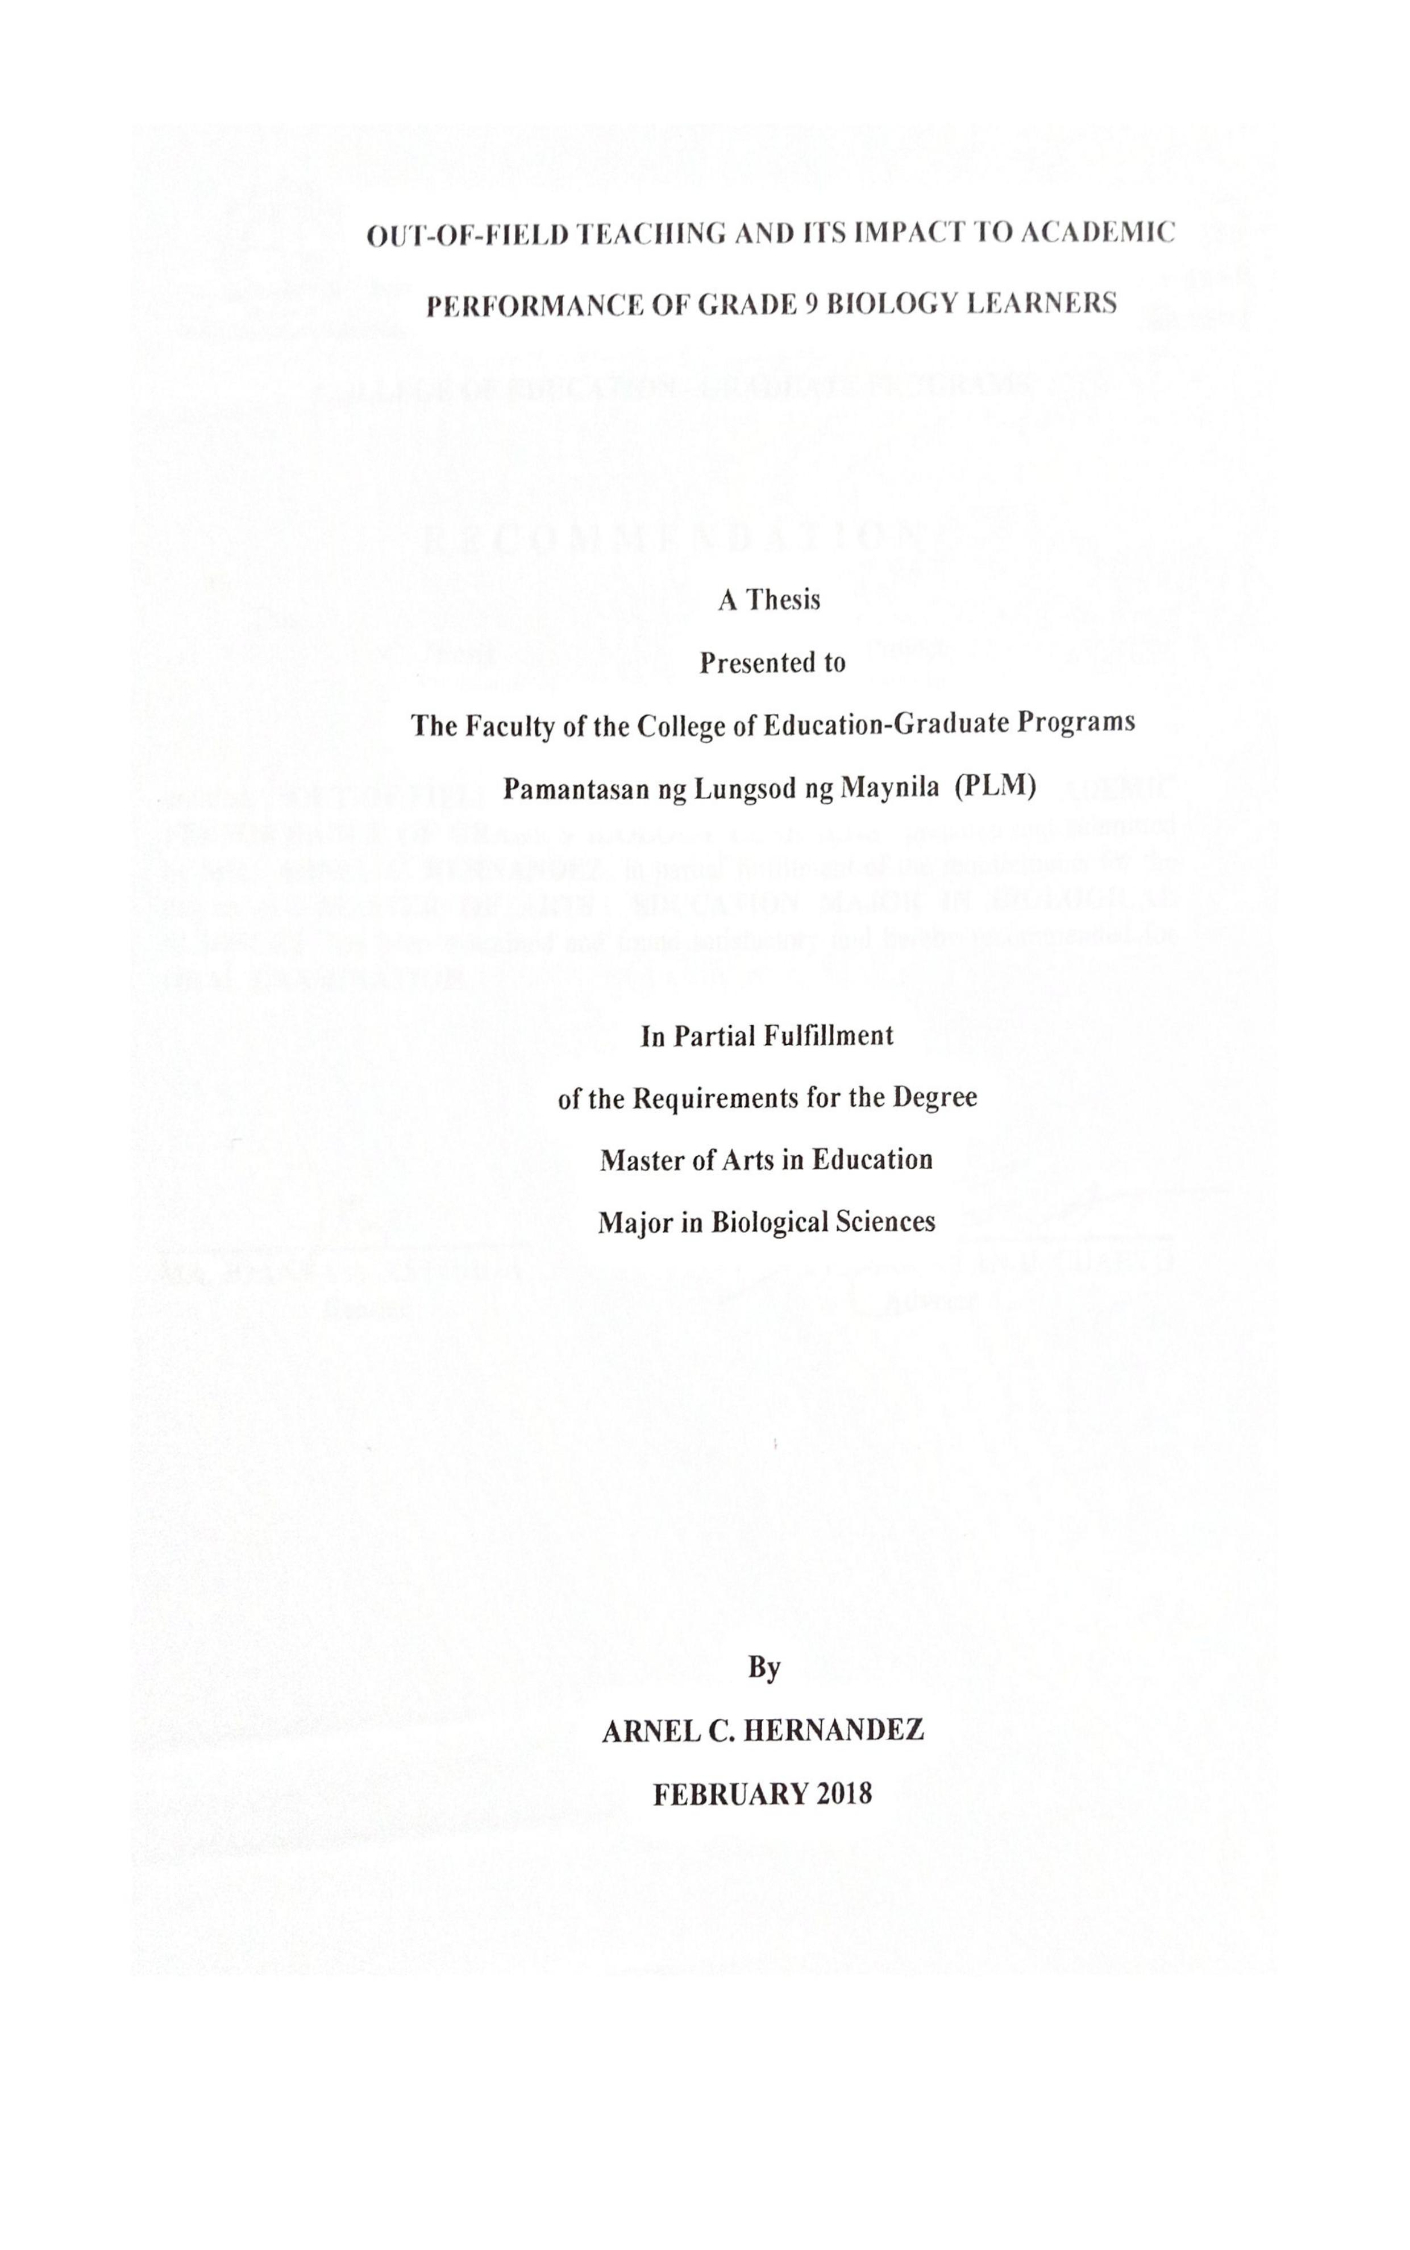 OUT-OF-FIELD TEACHING AND ITS IMPACT TO ACADEMIC
PERFORMANCE OF GRADE 9 BIOLOGY LEARNERS
A Thesis
Presented to
The Faculty of the College of Education-Graduate Programs
Pamantasan ng Lungsod ng Maynila (PLM)
In Partial Fulfillment
of the Requirements for the Degree
Master of Arts in Education
Major in Biological Sciences
By
ARNEL C. HERNANDEZ
FEBRUARY 2018